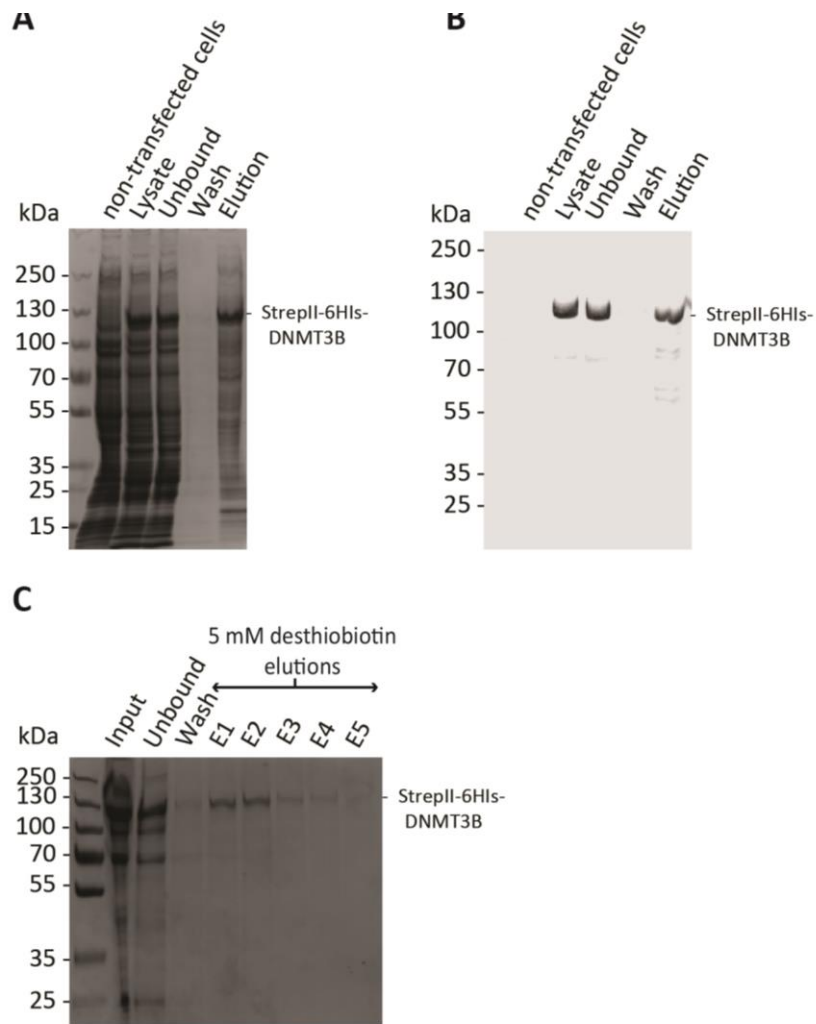 A
non-transfected cells
Lysate
Unbound
Wash
Elution
kDa
250 -
130 -
100 -
70 -
55 -
35 -
25 -
15 -
- StrepII-6HIs-
DNMT3B
B
non-transfected cells
Lysate
Unbound
Wash
Elution
kDa
250 -
130 -
100 -
70 -
55 -
35 -
25 -
- StrepII-6HIs-
DNMT3B
C
5 mM desthiobiotin
elutions
Input
Unbound
Wash
E1
E2
E3
E4
E5
kDa
250 -
130 -
100 -
70 -
55 -
35 -
25 -
- StrepII-6HIs-
DNMT3B